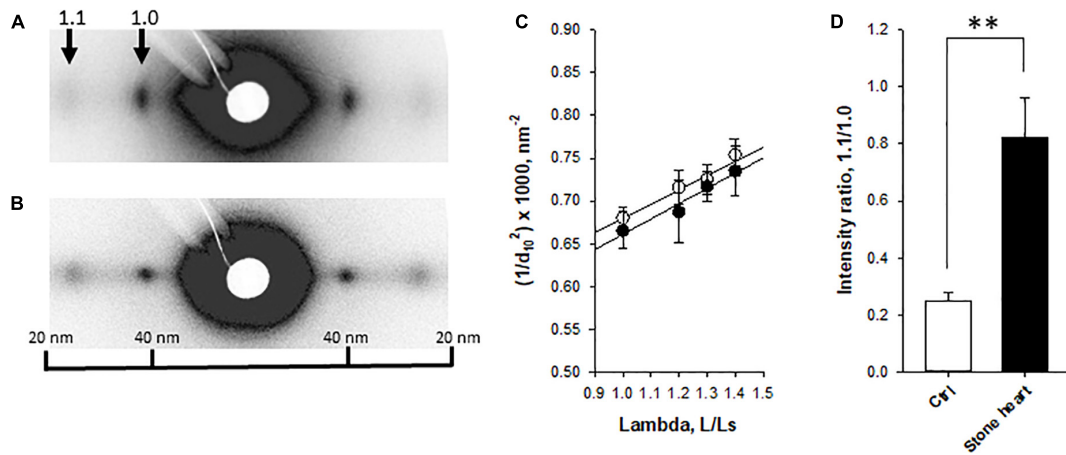 A
1.1 1.0
B
20 nm 40 nm 40 nm 20 nm
C
(1/d₁₀²) x 1000, nm⁻²
0.90
0.85
0.80
0.75
0.70
0.65
0.60
0.55
0.50
0.9 1.0 1.1 1.2 1.3 1.4 1.5
Lambda, L/Ls
D
**
Intensity ratio, 1.1/1.0
1.2
1.0
0.8
0.6
0.4
0.2
0.0
Ctrl
Stone heart